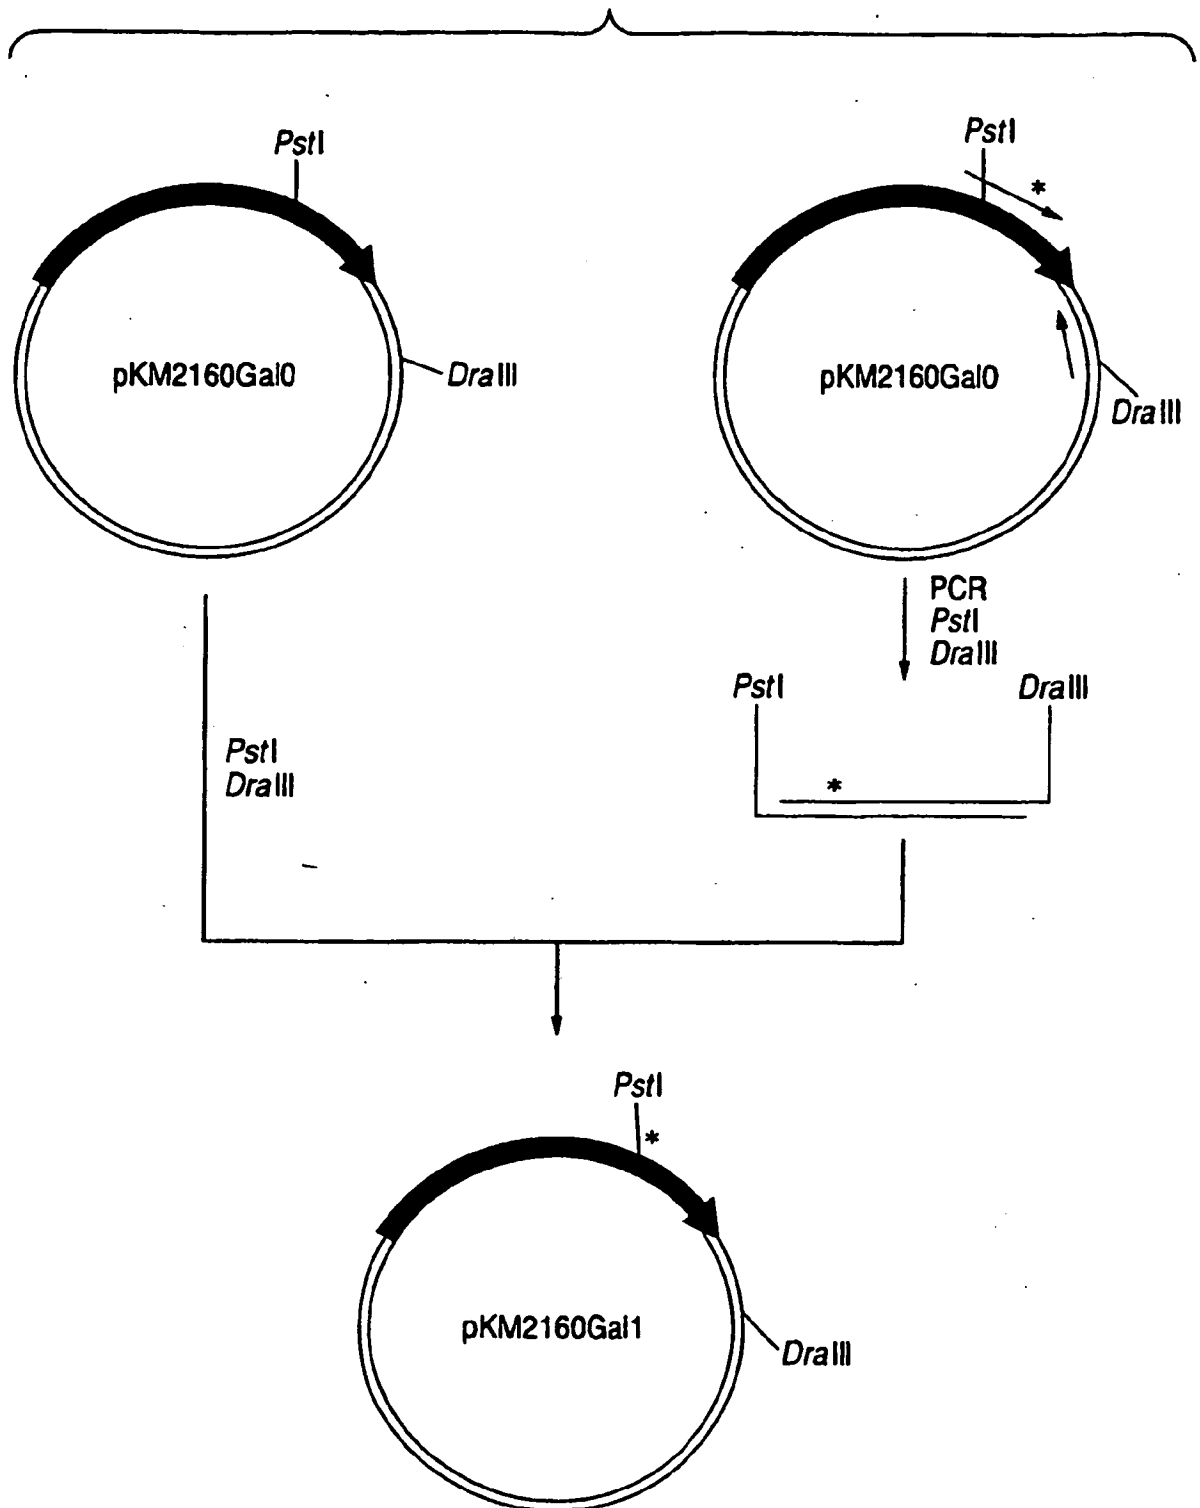 PstI
PstI
*
pKM2160Gal0
DraIII
pKM2160Gal0
DraIII
PCR
PstI
DraIII
PstI
DraIII
PstI
DraIII
*
PstI
*
pKM2160Gal1
DraIII